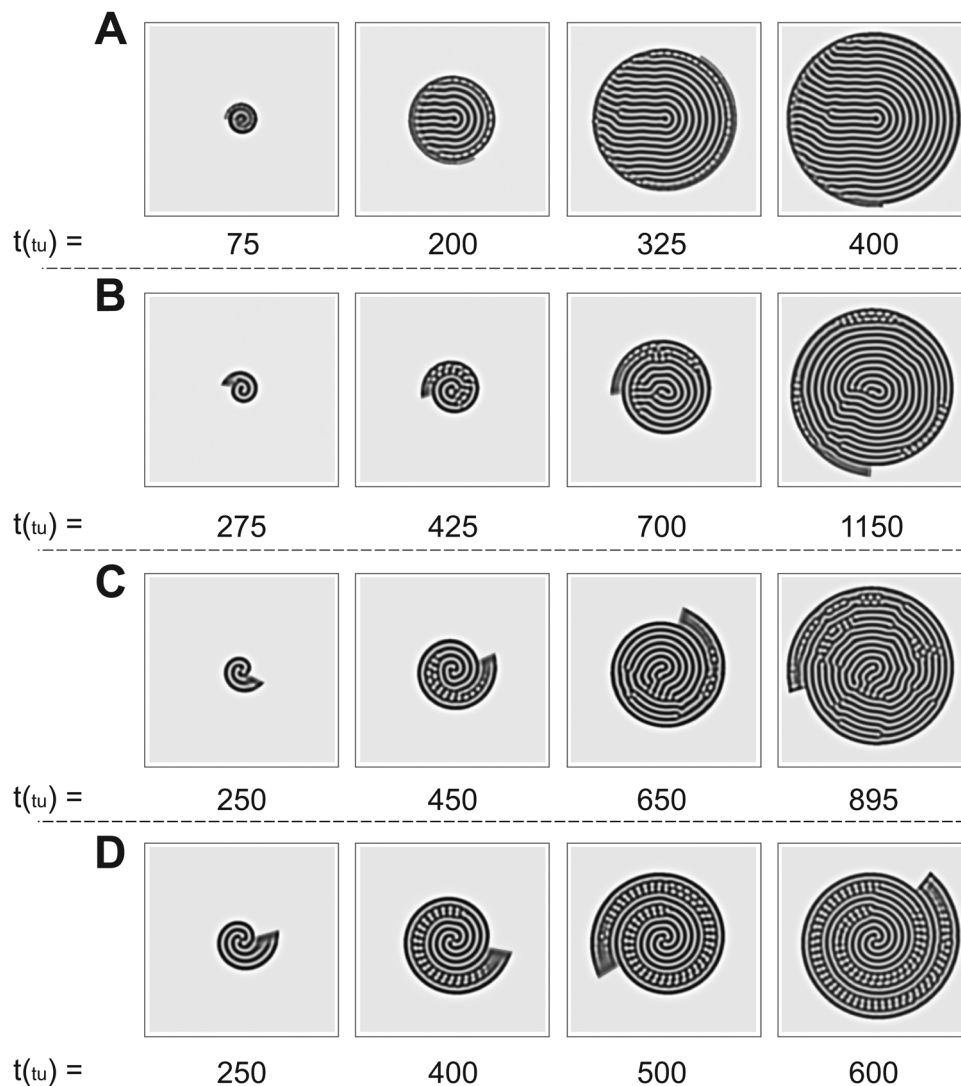 A
t(tu) = 75 200 325 400
B
t(tu) = 275 425 700 1150
C
t(tu) = 250 450 650 895
D
t(tu) = 250 400 500 600